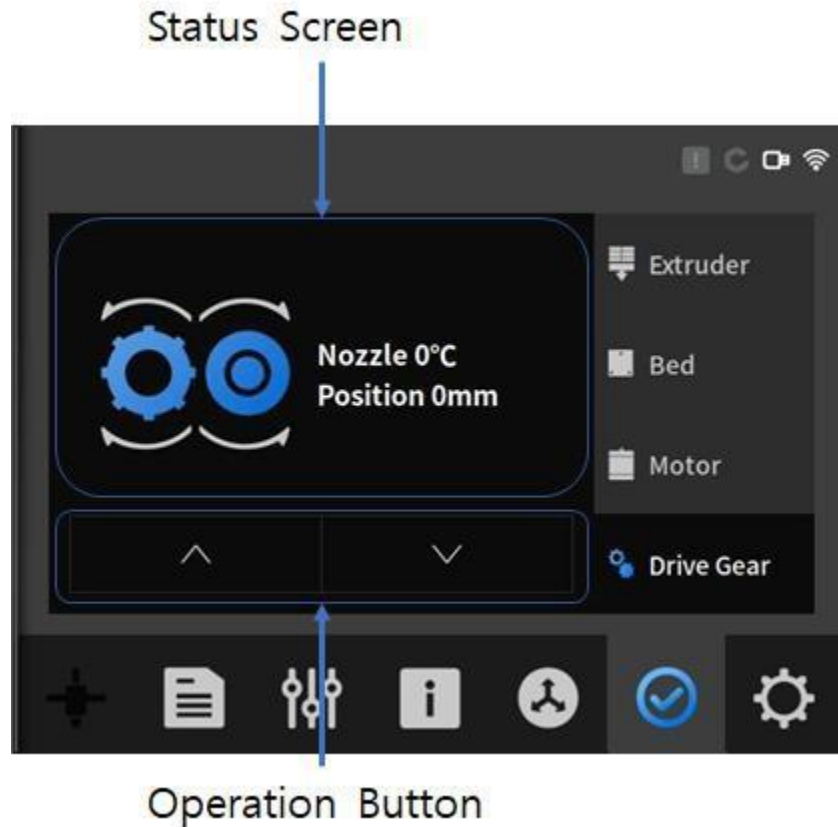 Status Screen
Extruder
Nozzle 0°C
Position 0mm
Bed
Motor
Drive Gear
Operation Button